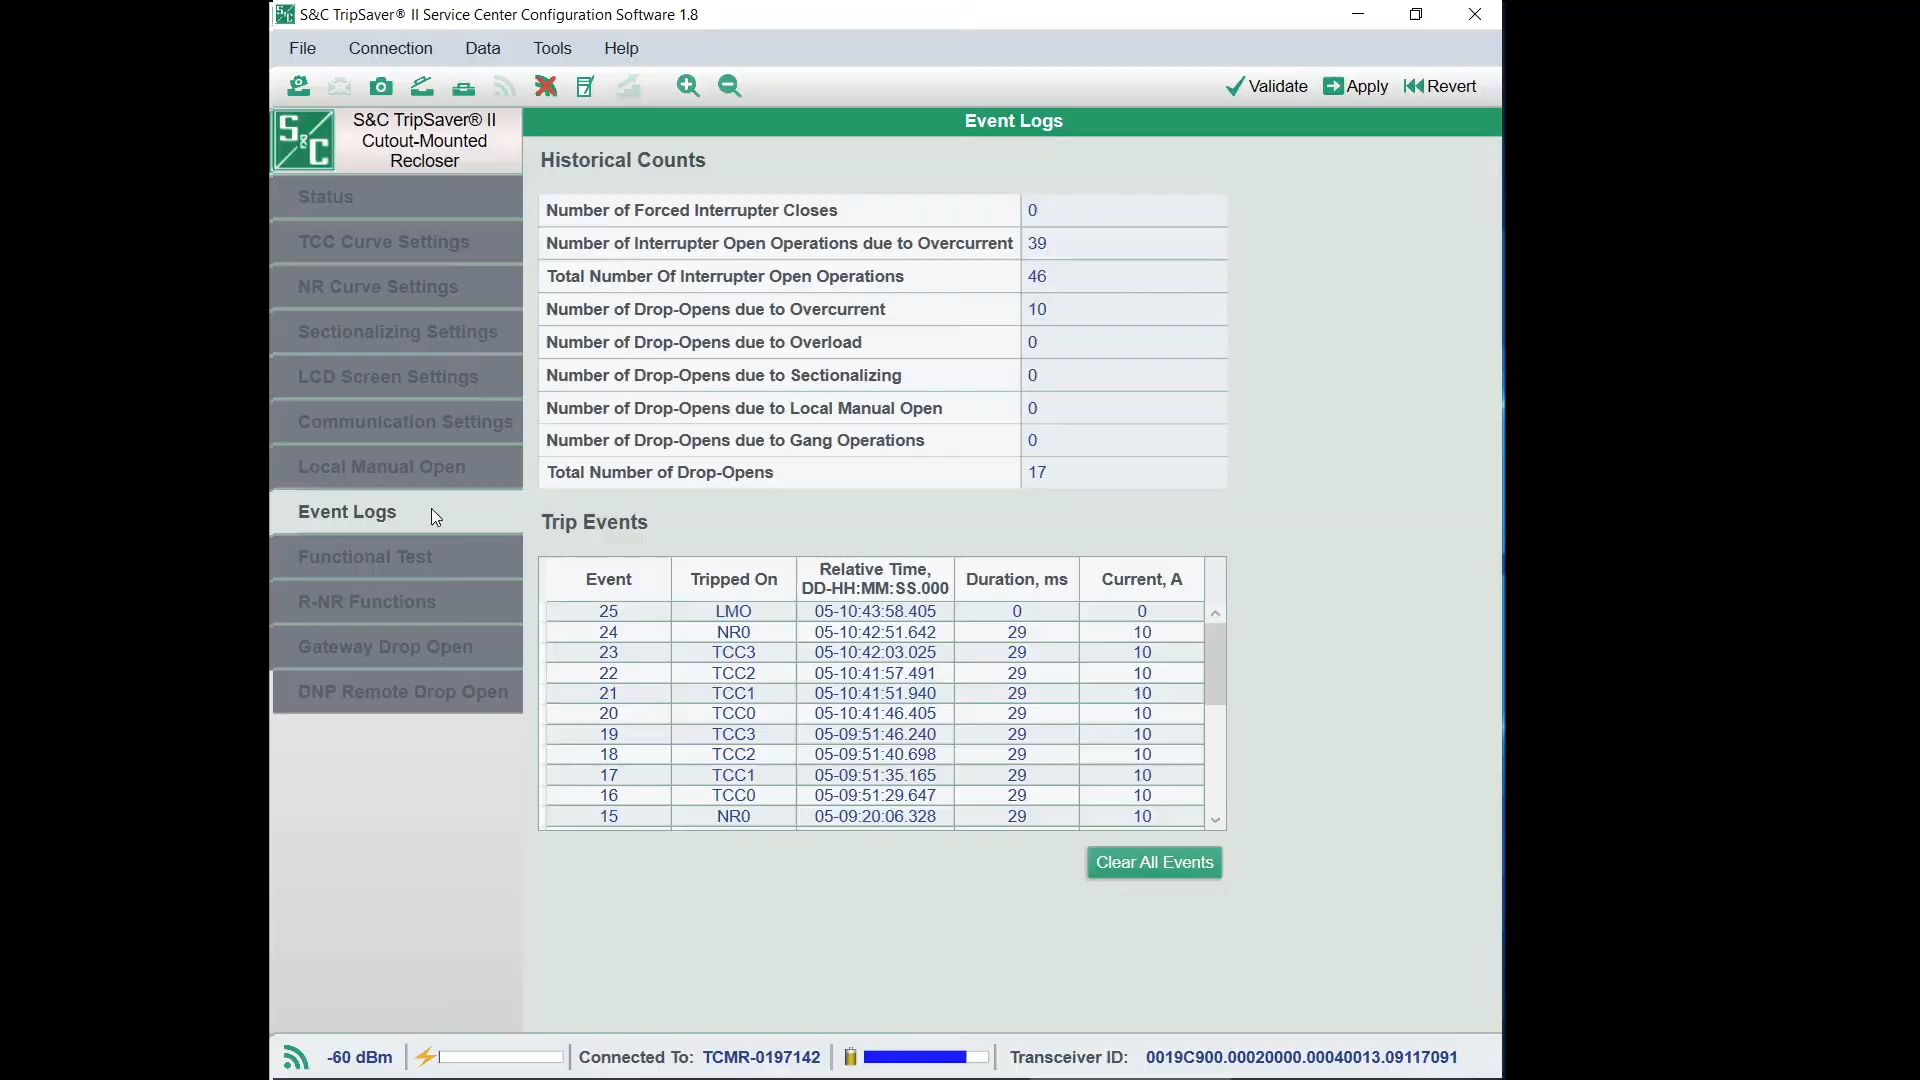 S&C TripSaver® II Service Center Configuration Software 1.8
File Connection Data Tools Help
Validate Apply Revert
S&C
S&C TripSaver® II
Cutout-Mounted
Recloser
Event Logs
Status
TCC Curve Settings
NR Curve Settings
Sectionalizing Settings
LCD Screen Settings
Communication Settings
Local Manual Open
Event Logs
Functional Test
R-NR Functions
Gateway Drop Open
DNP Remote Drop Open
Historical Counts
Number of Forced Interrupter Closes 0
Number of Interrupter Open Operations due to Overcurrent 39
Total Number Of Interrupter Open Operations 46
Number of Drop-Opens due to Overcurrent 10
Number of Drop-Opens due to Overload 0
Number of Drop-Opens due to Sectionalizing 0
Number of Drop-Opens due to Local Manual Open 0
Number of Drop-Opens due to Gang Operations 0
Total Number of Drop-Opens 17
Trip Events
Event Tripped On Relative Time, DD-HH:MM:SS.000 Duration, ms Current, A
25 LMO 05-10:43:58.405 0 0
24 NR0 05-10:42:51.642 29 10
23 TCC3 05-10:42:03.025 29 10
22 TCC2 05-10:41:57.491 29 10
21 TCC1 05-10:41:51.940 29 10
20 TCC0 05-10:41:46.405 29 10
19 TCC3 05-09:51:46.240 29 10
18 TCC2 05-09:51:40.698 29 10
17 TCC1 05-09:51:35.165 29 10
16 TCC0 05-09:51:29.647 29 10
15 NR0 05-09:20:06.328 29 10
Clear All Events
-60 dBm Connected To: TCMR-0197142 Transceiver ID: 0019C900.00020000.00040013.09117091